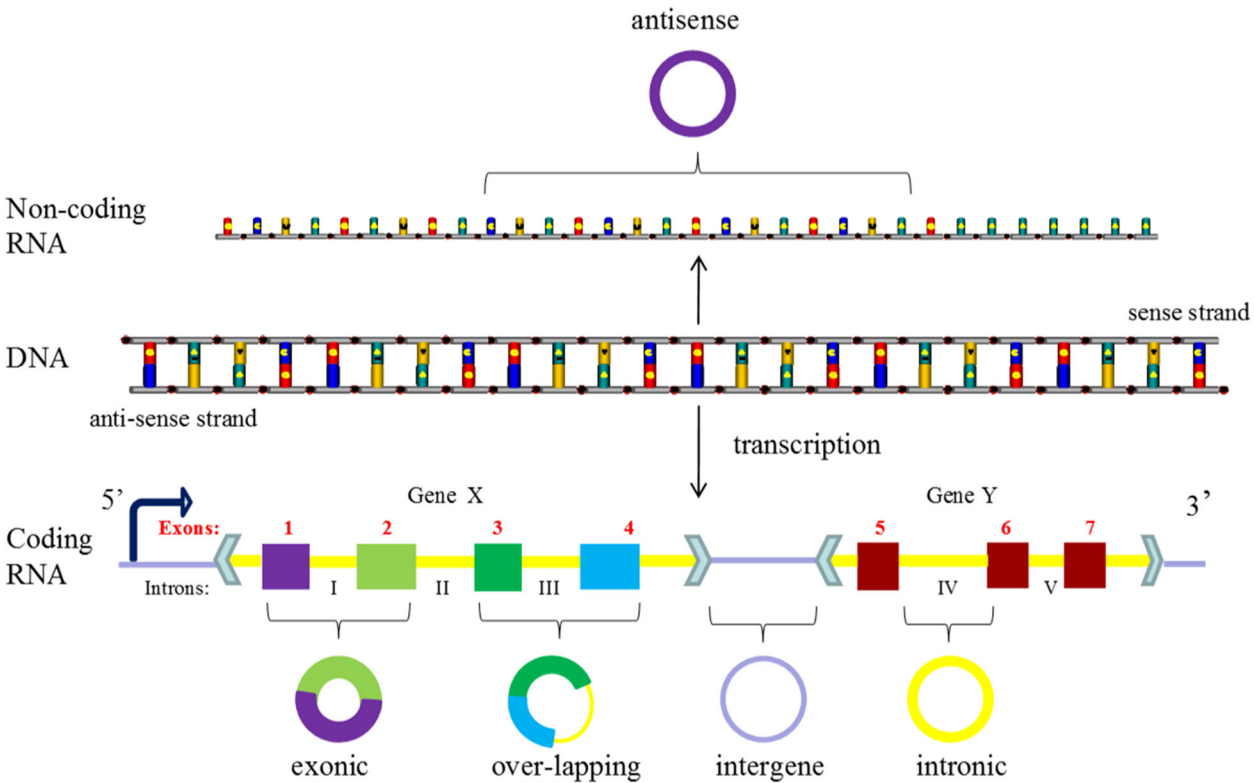 antisense
Non-coding
RNA
sense strand
DNA
anti-sense strand
transcription
5’ Gene X Gene Y 3’
Exons: 1 2 3 4 5 6 7
Coding
RNA
Introns: I II III IV V
exonic over-lapping intergene intronic